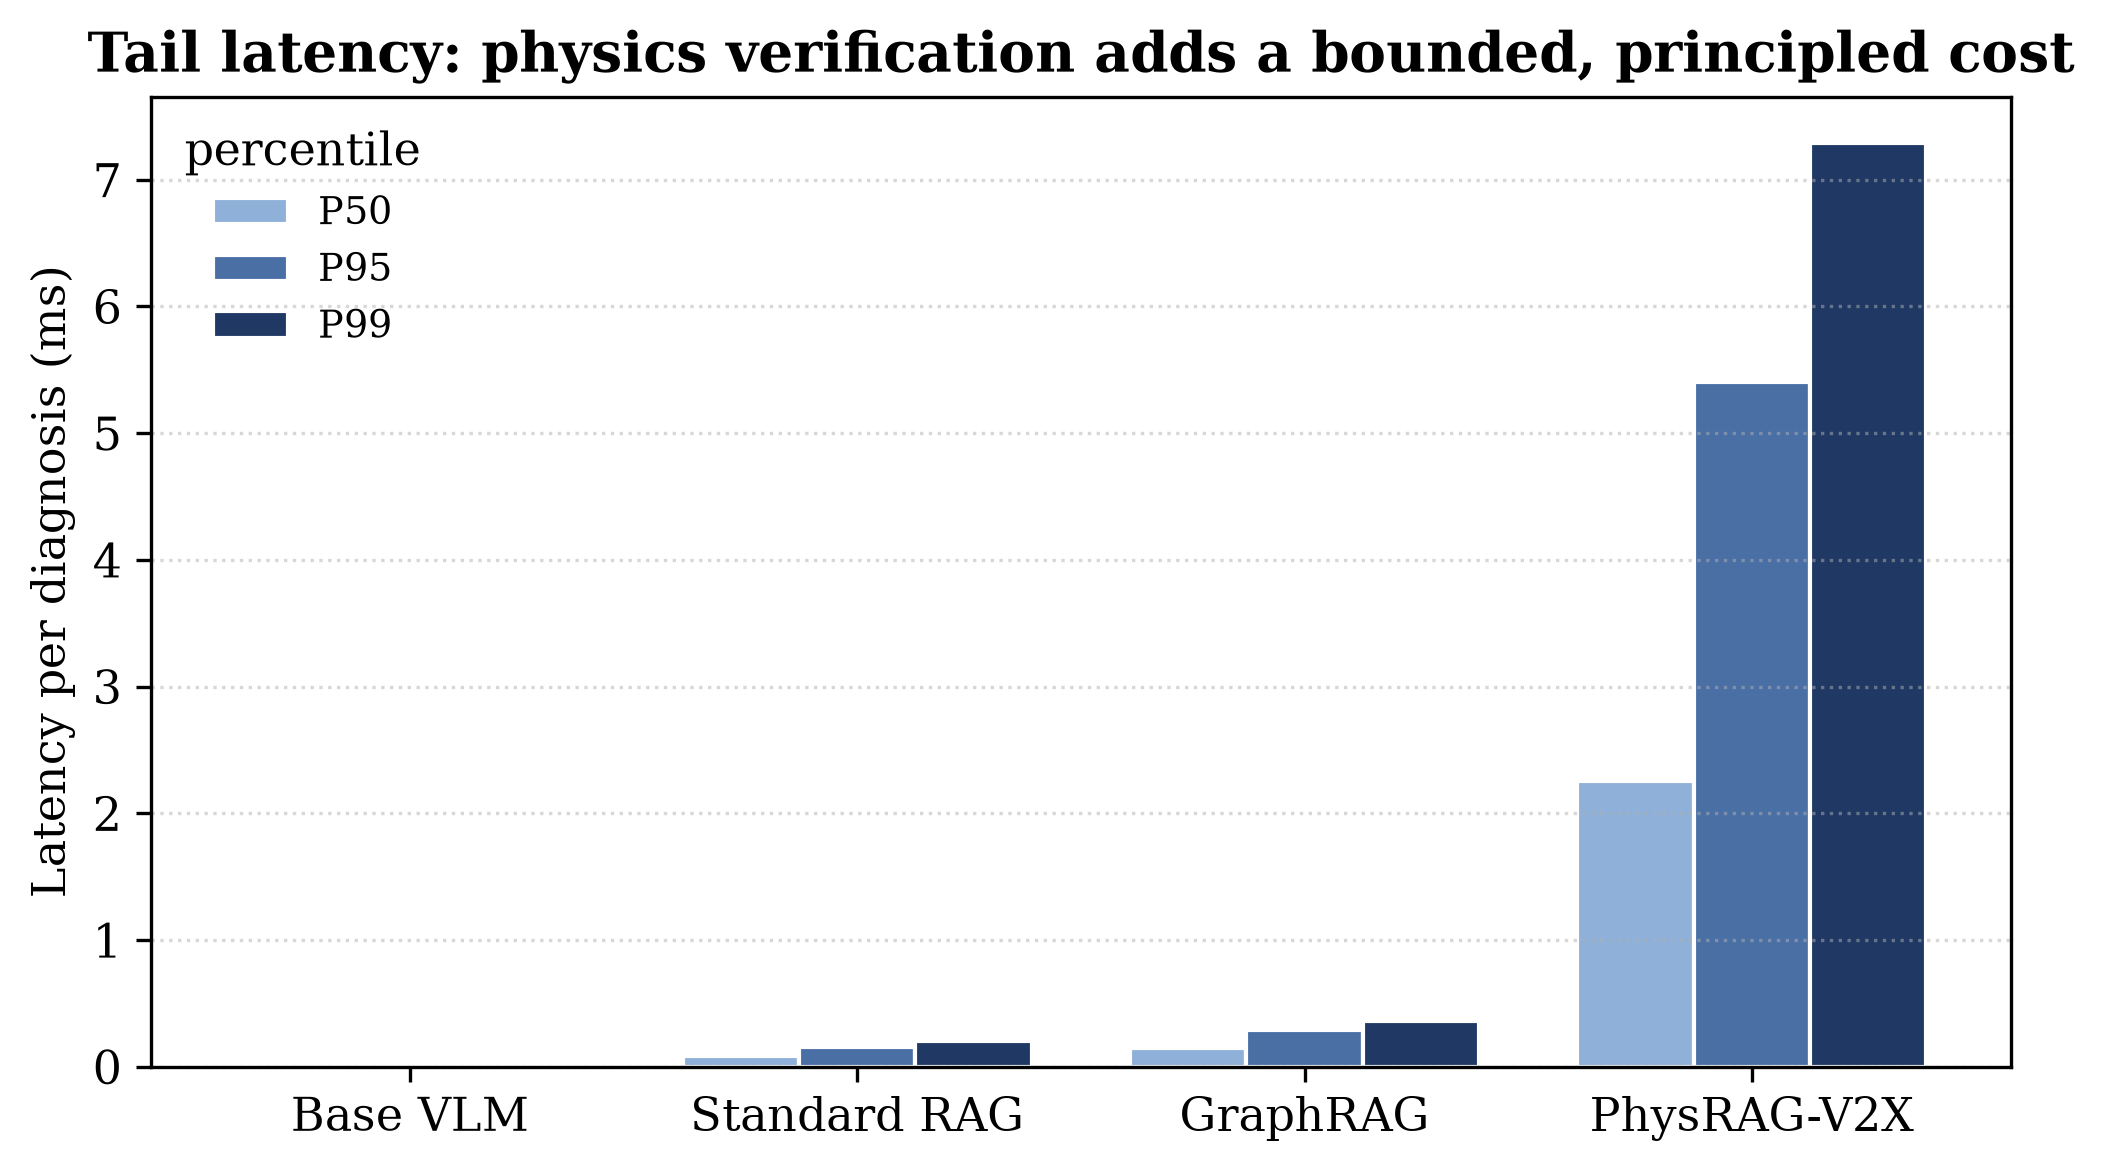 Tail latency: physics verification adds a bounded, principled cost
percentile
P50
P95
P99
Latency per diagnosis (ms)
7
6
5
4
3
2
1
0
Base VLM
Standard RAG
GraphRAG
PhysRAG-V2X